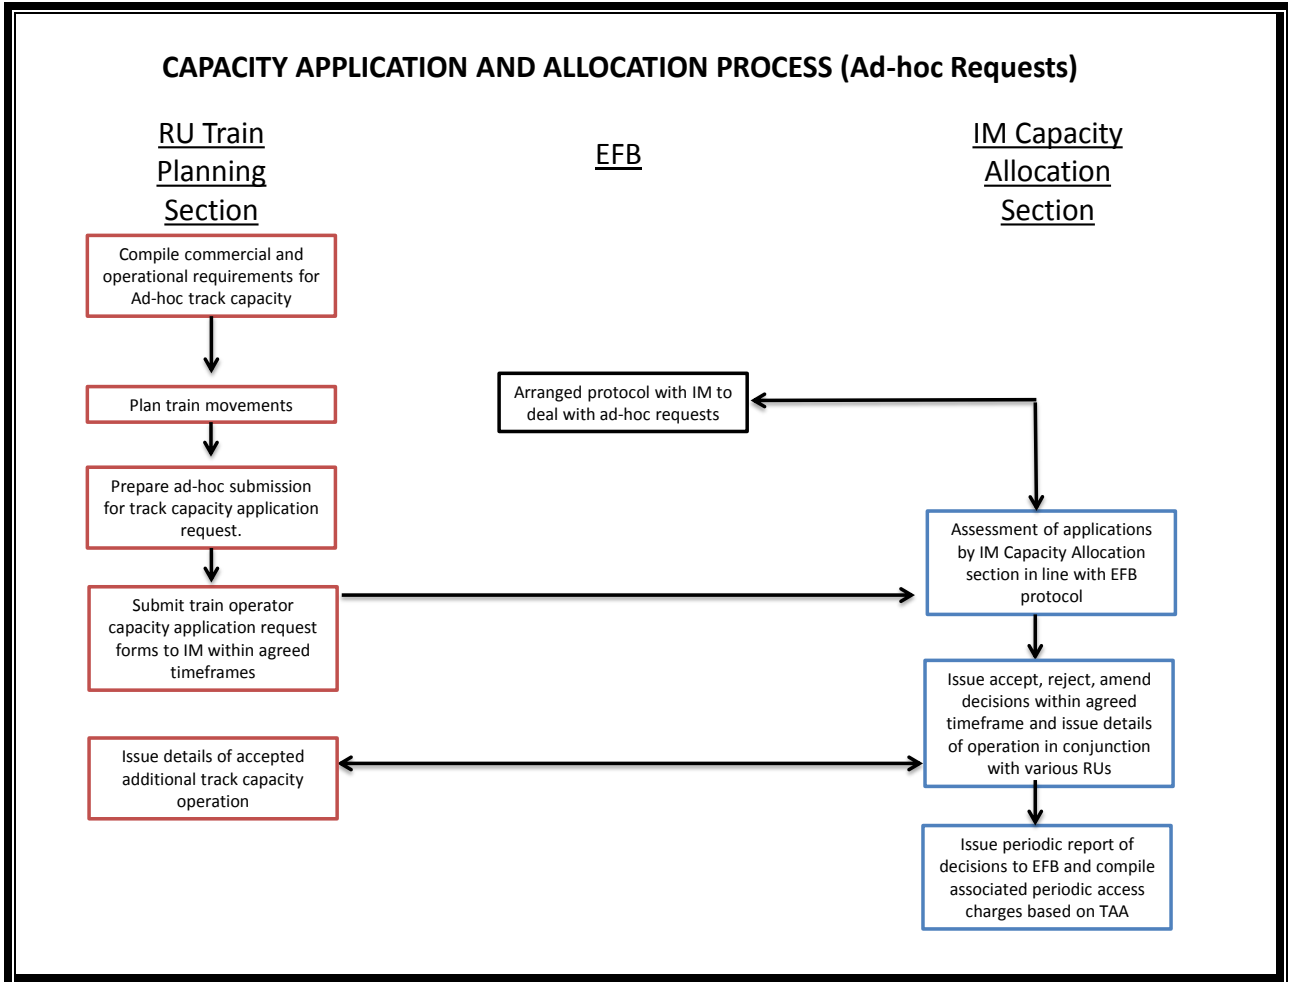 CAPACITY APPLICATION AND ALLOCATION PROCESS (Ad-hoc Requests)
RU Train
Planning
Section
EFB
IM Capacity
Allocation
Section
Compile commercial and
operational requirements for
Ad-hoc track capacity
Plan train movements
Arranged protocol with IM to
deal with ad-hoc requests
Prepare ad-hoc submission
for track capacity application
request.
Assessment of applications
by IM Capacity Allocation
section in line with EFB
protocol
Submit train operator
capacity application request
forms to IM within agreed
timeframes
Issue accept, reject, amend
decisions within agreed
timeframe and issue details
of operation in conjunction
with various RUs
Issue details of accepted
additional track capacity
operation
Issue periodic report of
decisions to EFB and compile
associated periodic access
charges based on TAA